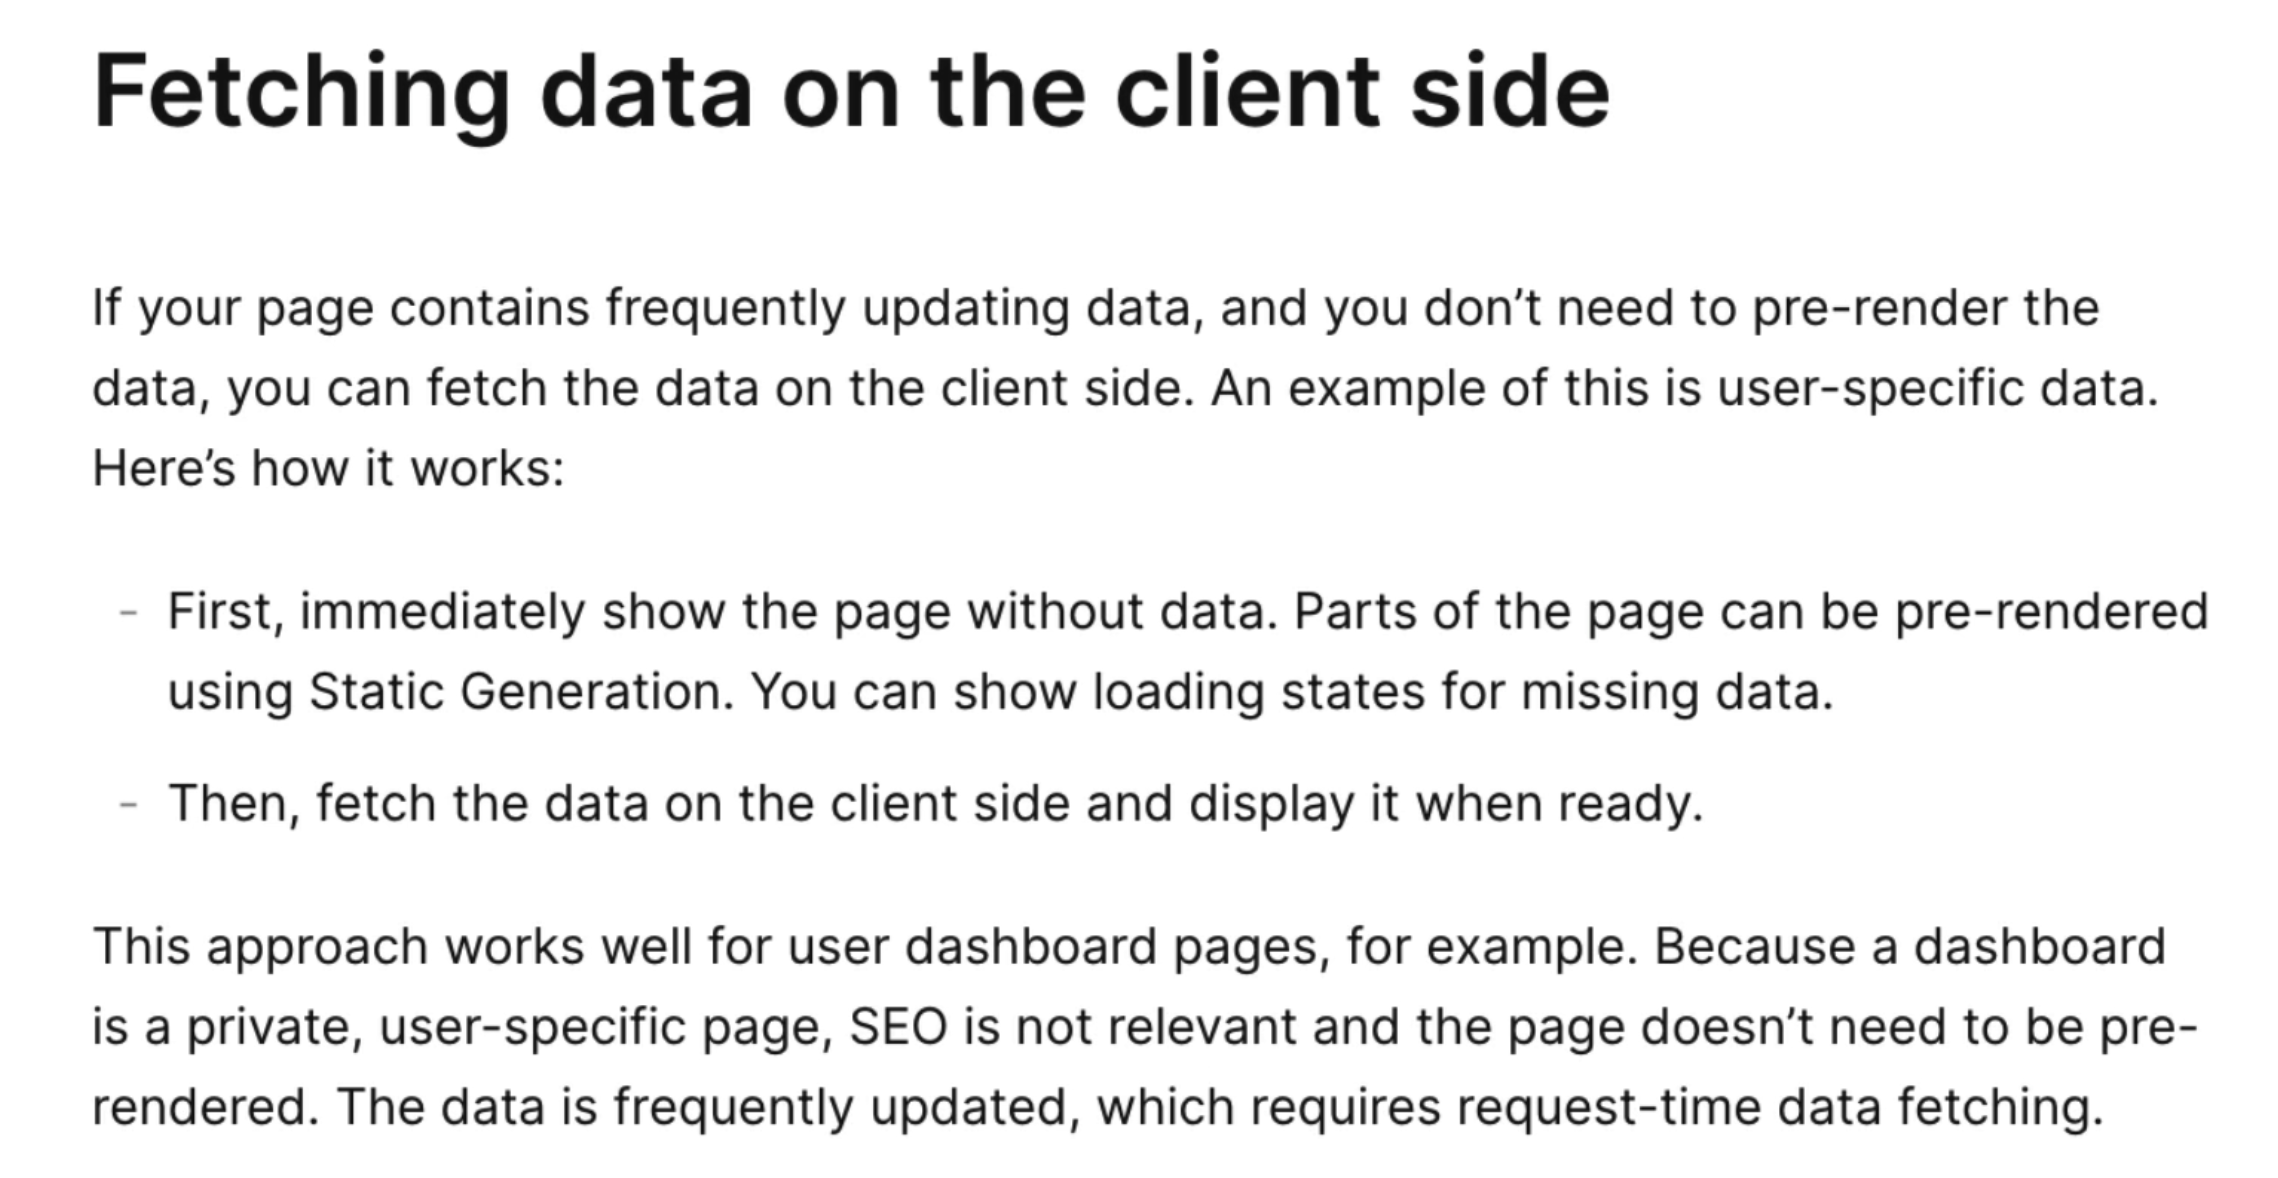 Fetching data on the client side
If your page contains frequently updating data, and you don’t need to pre-render the
data, you can fetch the data on the client side. An example of this is user-specific data.
Here’s how it works:
- First, immediately show the page without data. Parts of the page can be pre-rendered
using Static Generation. You can show loading states for missing data.
- Then, fetch the data on the client side and display it when ready.
This approach works well for user dashboard pages, for example. Because a dashboard
is a private, user-specific page, SEO is not relevant and the page doesn’t need to be pre-
rendered. The data is frequently updated, which requires request-time data fetching.